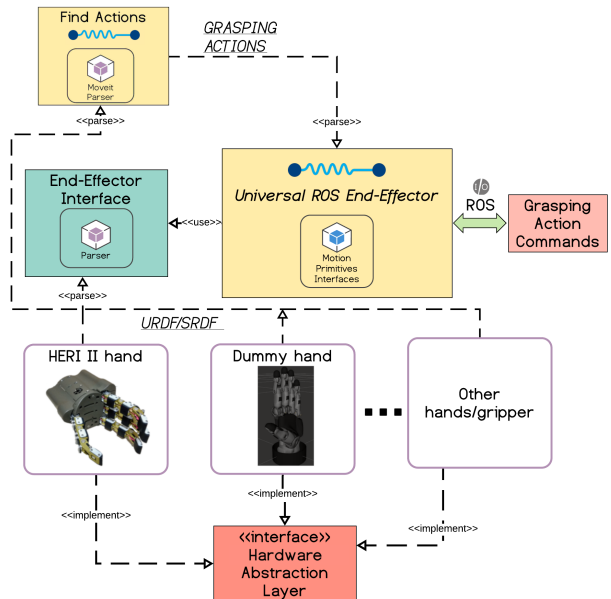 Find Actions
Moveit
Parser
GRASPING
ACTIONS
<<parse>>
<<parse>>
End-Effector
Interface
Parser
<<use>>
Universal ROS End-Effector
Motion
Primitives
Interfaces
I/O
ROS
Grasping
Action
Commands
<<parse>>
URDF/SRDF
HERI II hand
Dummy hand
Other
hands/gripper
<<implement>>
<<implement>>
<<implement>>
<<interface>>
Hardware
Abstraction
Layer